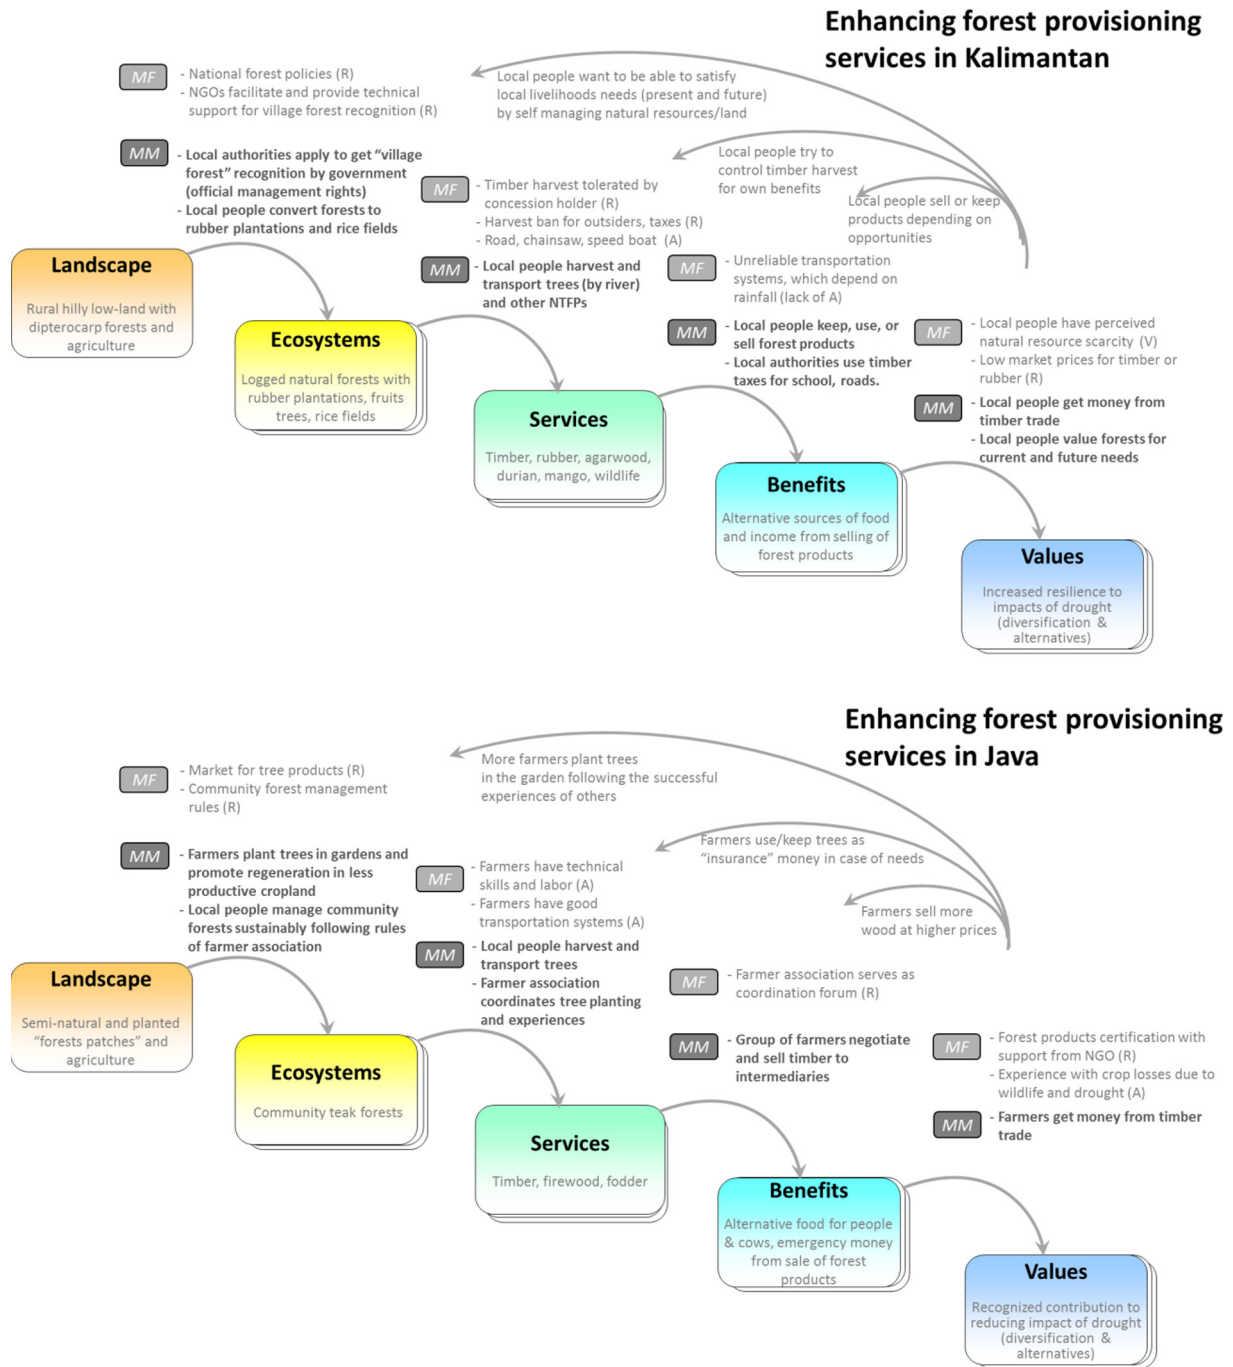 Enhancing forest provisioning
services in Kalimantan
MF
- National forest policies (R)
- NGOs facilitate and provide technical
support for village forest recognition (R)
Local people want to be able to satisfy
local livelihoods needs (present and future)
by self managing natural resources/land
MM
- Local authorities apply to get “village
forest” recognition by government
(official management rights)
- Local people convert forests to
rubber plantations and rice fields
Local people try to
control timber harvest
for own benefits
MF
- Timber harvest tolerated by
concession holder (R)
- Harvest ban for outsiders, taxes (R)
- Road, chainsaw, speed boat (A)
Local people sell or keep
products depending on
opportunities
MM
- Local people harvest and
transport trees (by river)
and other NTFPs
MF
- Unreliable transportation
systems, which depend on
rainfall (lack of A)
MM
- Local people keep, use, or
sell forest products
- Local authorities use timber
taxes for school, roads.
MF
- Local people have perceived
natural resource scarcity (V)
- Low market prices for timber or
rubber (R)
MM
- Local people get money from
timber trade
- Local people value forests for
current and future needs
Landscape
Rural hilly low-land with
dipterocarp forests and
agriculture
Ecosystems
Logged natural forests with
rubber plantations, fruits
trees, rice fields
Services
Timber, rubber, agarwood,
durian, mango, wildlife
Benefits
Alternative sources of food
and income from selling of
forest products
Values
Increased resilience to
impacts of drought
(diversification &
alternatives)
Enhancing forest provisioning
services in Java
MF
- Market for tree products (R)
- Community forest management
rules (R)
More farmers plant trees
in the garden following the successful
experiences of others
MM
- Farmers plant trees in gardens and
promote regeneration in less
productive cropland
- Local people manage community
forests sustainably following rules
of farmer association
Farmers use/keep trees as
“insurance” money in case of needs
MF
- Farmers have technical
skills and labor (A)
- Farmers have good
transportation systems (A)
Farmers sell more
wood at higher prices
MM
- Local people harvest and
transport trees
- Farmer association
coordinates tree planting
and experiences
MF
- Farmer association serves as
coordination forum (R)
MM
- Group of farmers negotiate
and sell timber to
intermediaries
MF
- Forest products certification with
support from NGO (R)
- Experience with crop losses due to
wildlife and drought (A)
MM
- Farmers get money from timber
trade
Landscape
Semi-natural and planted
“forests patches” and
agriculture
Ecosystems
Community teak forests
Services
Timber, firewood, fodder
Benefits
Alternative food for people
& cows, emergency money
from sale of forest
products
Values
Recognized contribution to
reducing impact of drought
(diversification &
alternatives)